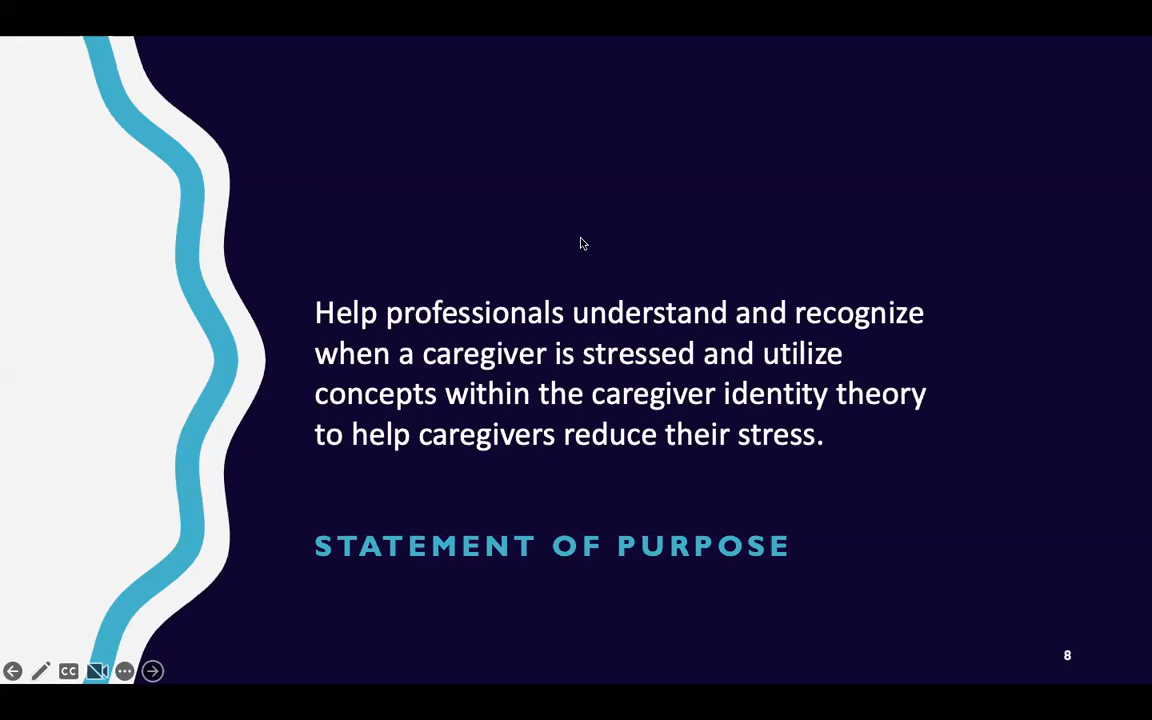 Help professionals understand and recognize
when a caregiver is stressed and utilize
concepts within the caregiver identity theory
to help caregivers reduce their stress.
STATEMENT OF PURPOSE
8
CC